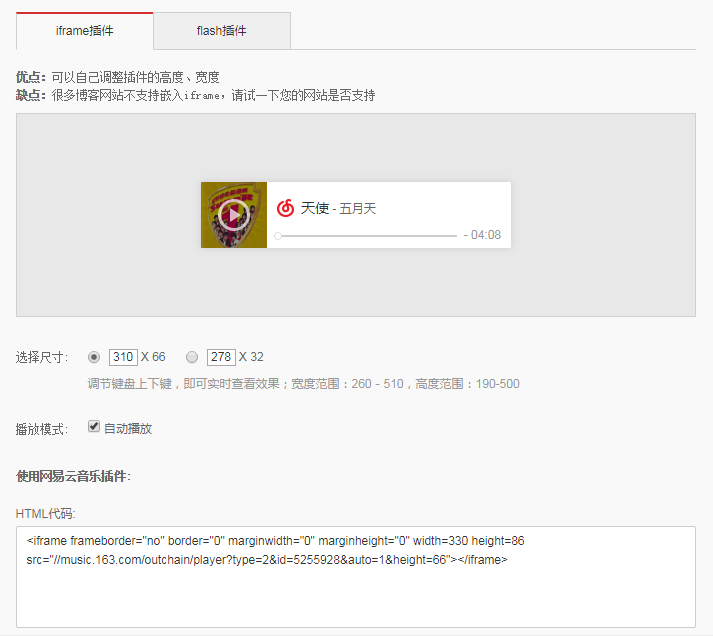 iframe插件
flash插件
优点：可以自己调整插件的高度、宽度
缺点：很多博客网站不支持嵌入iframe，请试一下您的网站是否支持
天使 - 五月天
- 04:08
选择尺寸：
310 X 66
278 X 32
调节键盘上下键，即可实时查看效果；宽度范围：260 - 510，高度范围：190-500
播放模式：
自动播放
使用网易云音乐插件:
HTML代码:
<iframe frameborder="no" border="0" marginwidth="0" marginheight="0" width=330 height=86
src="//music.163.com/outchain/player?type=2&id=5255928&auto=1&height=66"></iframe>